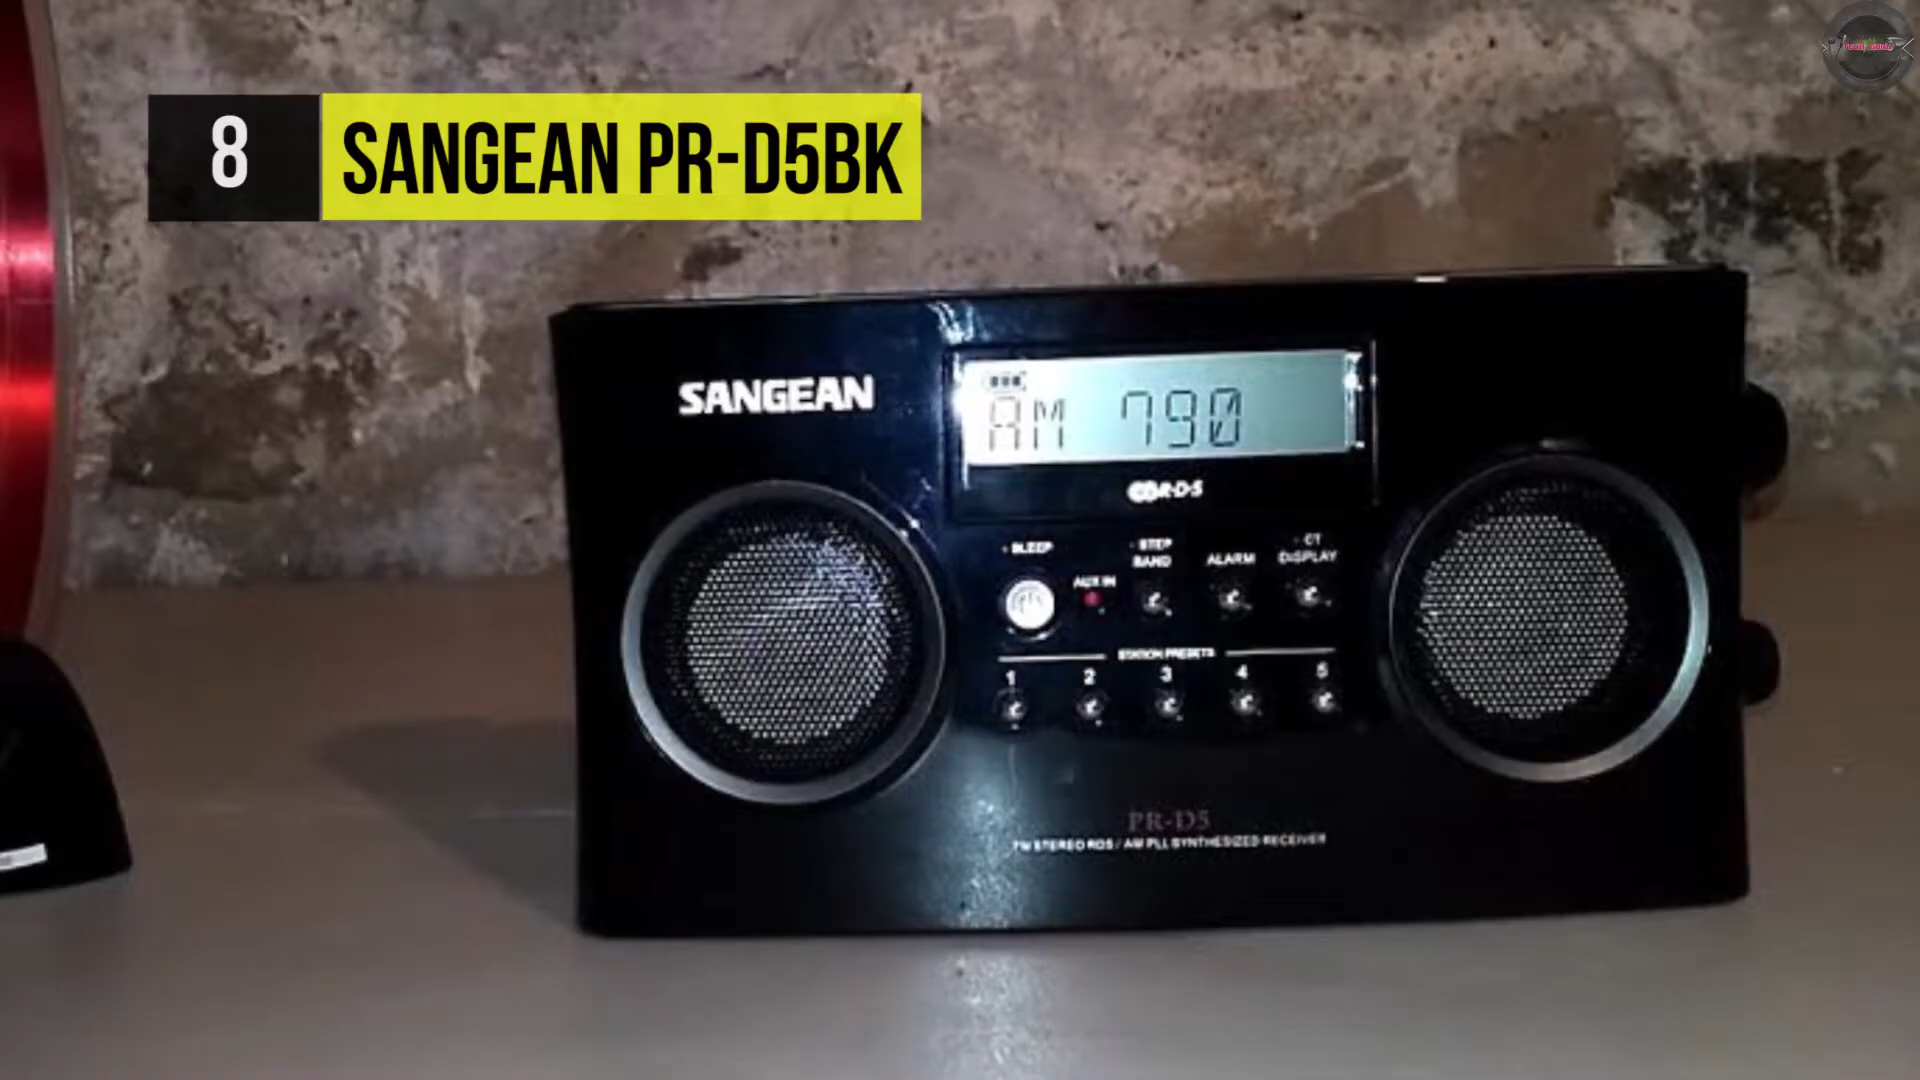 8 SANGEAN PR-D5BK
SANGEAN
AM 790
R·D·S
SLEEP
AUX IN
STEP
BAND
ALARM
CT
DISPLAY
STATION PRESETS
1 2 3 4 5
PR-D5
FM STEREO RDS / AM PLL SYNTHESIZED RECEIVER